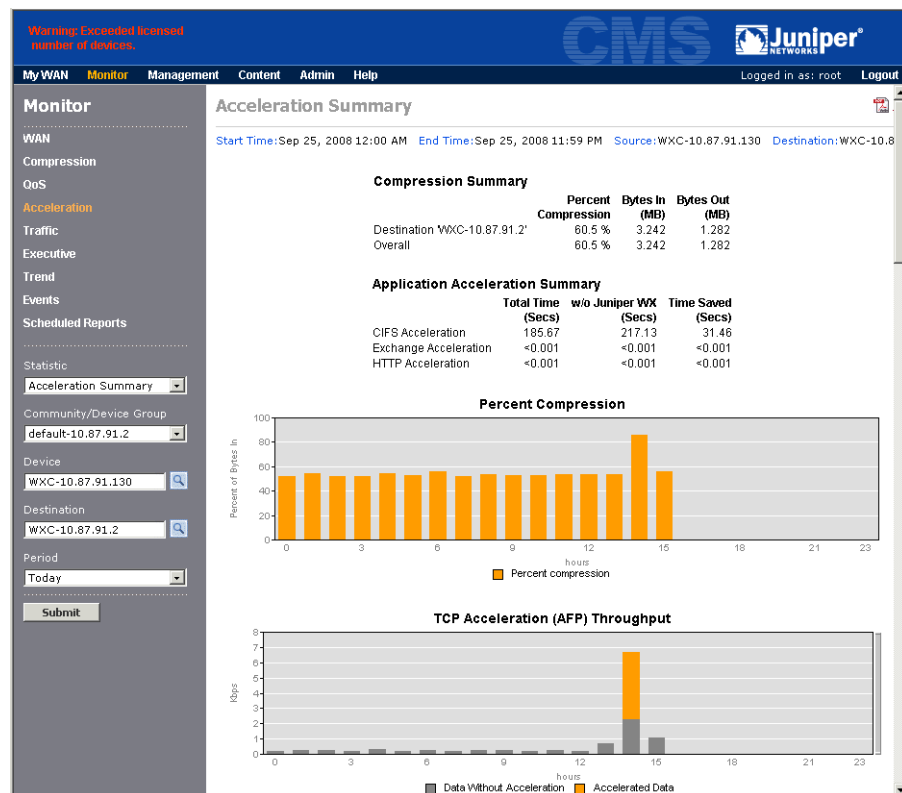 Warning: Exceeded licensed
number of devices.
CMS
Juniper®
NETWORKS
My WAN Monitor Management Content Admin Help Logged in as: root Logout
Monitor
WAN
Compression
QoS
Acceleration
Traffic
Executive
Trend
Events
Scheduled Reports
Statistic
Acceleration Summary
Community/Device Group
default-10.87.91.2
Device
WXC-10.87.91.130
Destination
WXC-10.87.91.2
Period
Today
Submit
Acceleration Summary
Start Time:Sep 25, 2008 12:00 AM End Time:Sep 25, 2008 11:59 PM Source:WXC-10.87.91.130 Destination:WXC-10.8
Compression Summary
Percent Bytes In Bytes Out
Compression (MB) (MB)
Destination 'WXC-10.87.91.2' 60.5 % 3.242 1.282
Overall 60.5 % 3.242 1.282
Application Acceleration Summary
Total Time w/o Juniper WX Time Saved
(Secs) (Secs) (Secs)
CIFS Acceleration 185.67 217.13 31.46
Exchange Acceleration <0.001 <0.001 <0.001
HTTP Acceleration <0.001 <0.001 <0.001
Percent Compression
Percent of Bytes In
100
80
60
40
20
0
0 3 6 9 12 15 18 21 23
hours
Percent compression
TCP Acceleration (AFP) Throughput
Kbps
8
7
6
5
4
3
2
1
0
0 3 6 9 12 15 18 21 23
hours
Data Without Acceleration Accelerated Data